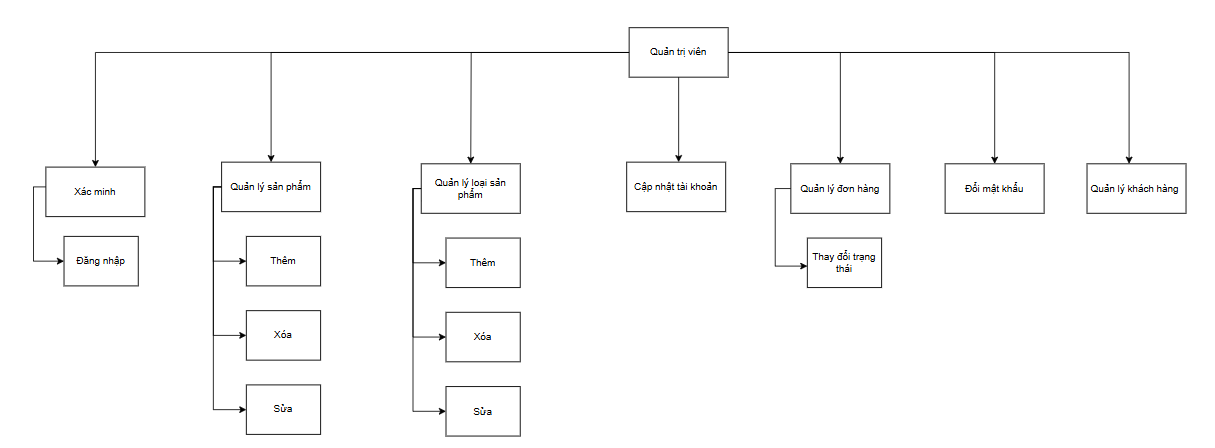 Quản trị viên
Xác minh
Quản lý sản phẩm
Quản lý loại sản
phẩm
Cập nhật tài khoản
Quản lý đơn hàng
Đổi mật khẩu
Quản lý khách hàng
Đăng nhập
Thêm
Thêm
Thay đổi trạng
thái
Xóa
Xóa
Sửa
Sửa